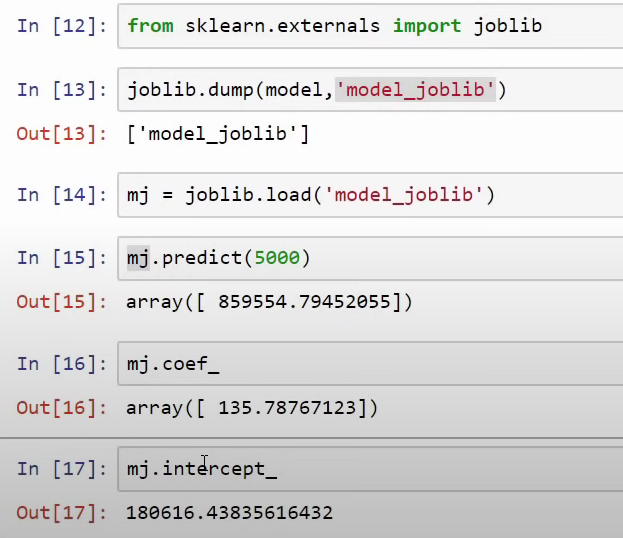 In [12]: from sklearn.externals import joblib
In [13]: joblib.dump(model,'model_joblib')
Out[13]: ['model_joblib']
In [14]: mj = joblib.load('model_joblib')
In [15]: mj.predict(5000)
Out[15]: array([ 859554.79452055])
In [16]: mj.coef_
Out[16]: array([ 135.78767123])
In [17]: mj.intercept_
Out[17]: 180616.43835616432